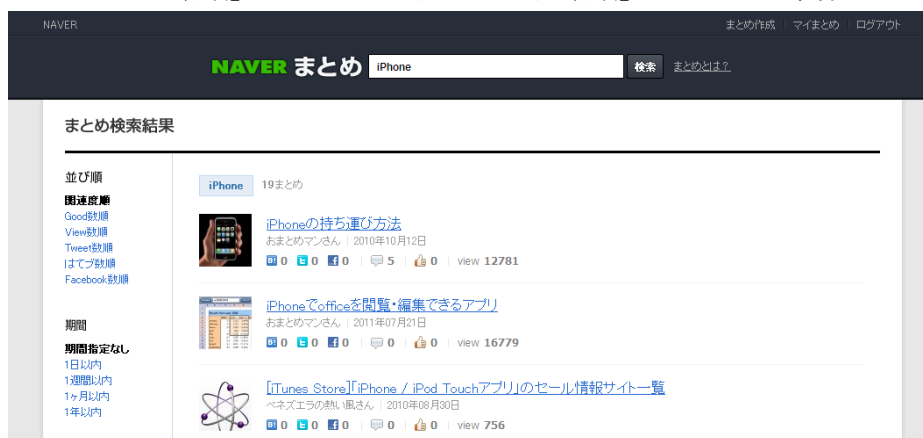 NAVER まとめ作成 マイまとめ ログアウト
NAVER まとめ iPhone 検索 まとめとは？
まとめ検索結果
並び順
関連度順
Good数順
View数順
Tweet数順
はてブ数順
Facebook数順
期間
期間指定なし
1日以内
1週間以内
1ヶ月以内
1年以内
iPhone 19まとめ
iPhoneの持ち運び方法
おまとめマンさん | 2010年10月12日
B! 0 t 0 f 0 | 5 | 0 | view 12781
iPhoneでofficeを閲覧・編集できるアプリ
おまとめマンさん | 2011年07月21日
B! 0 t 0 f 0 | 0 | 0 | view 16779
[iTunes Store]「iPhone / iPod Touchアプリ」のセール情報サイト一覧
ベネズエラの熱い風さん | 2010年08月30日
B! 0 t 0 f 0 | 0 | 0 | view 756